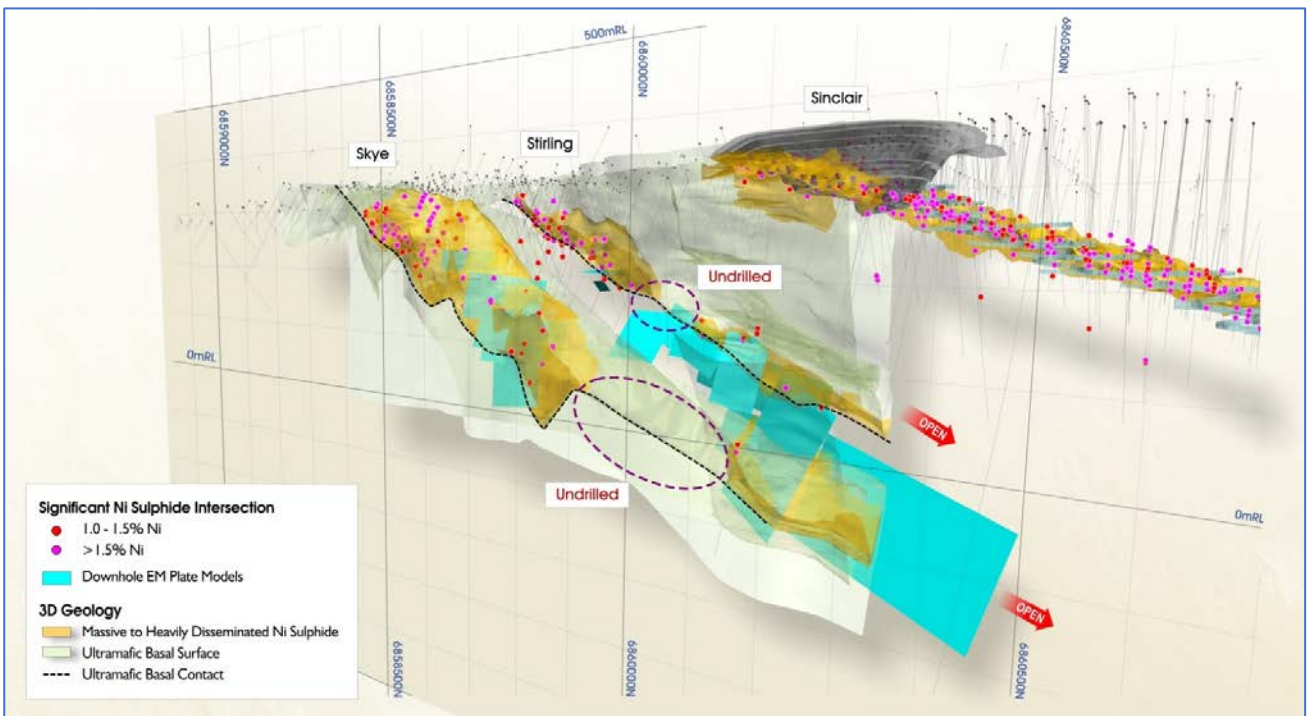 500mRL
6860000N
6860500N
Sinclair
6858500N
6859000N
Stirling
Skye
Undrilled
0mRL
OPEN
Undrilled
0mRL
OPEN
6858500N
6860000N
6860500N
Significant Ni Sulphide Intersection
1.0 - 1.5% Ni
>1.5% Ni
Downhole EM Plate Models
3D Geology
Massive to Heavily Disseminated Ni Sulphide
Ultramafic Basal Surface
Ultramafic Basal Contact